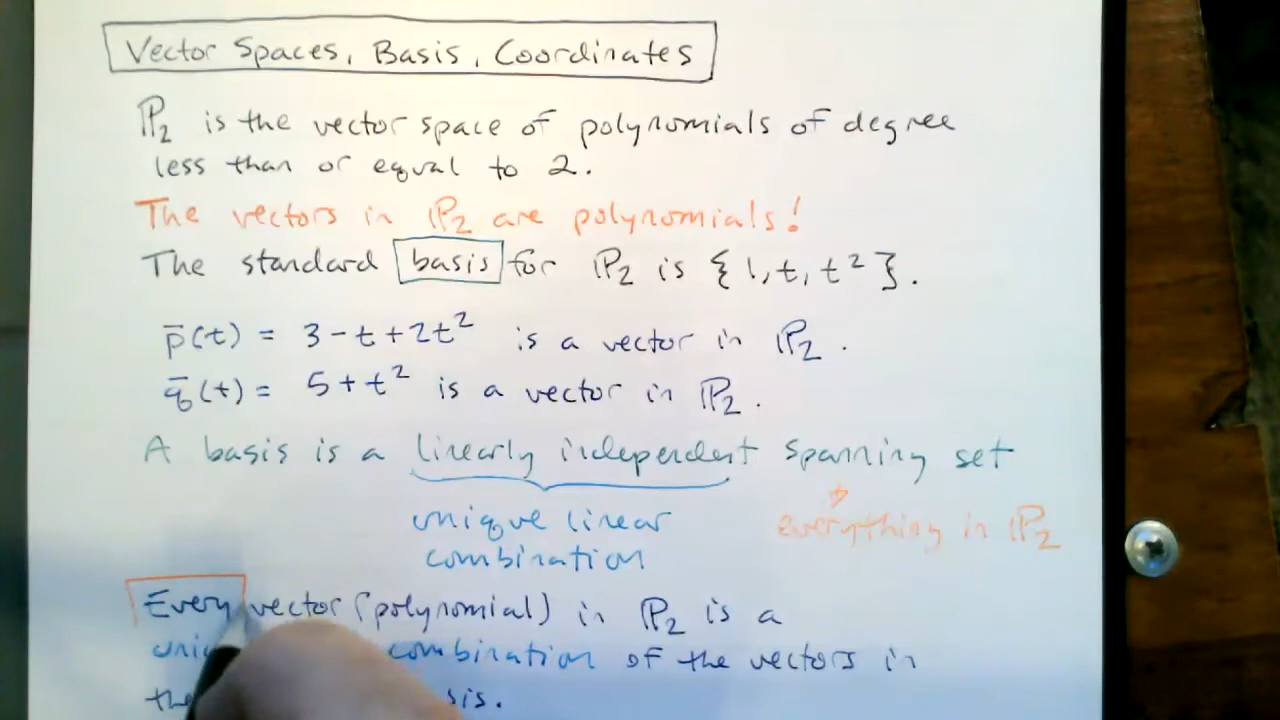 Vector Spaces, Basis, Coordinates
ℙ₂ is the vector space of polynomials of degree
less than or equal to 2.
The vectors in ℙ₂ are polynomials!
The standard basis for ℙ₂ is {1, t, t²}.
p̄(t) = 3 - t + 2t² is a vector in ℙ₂.
q̄(t) = 5 + t² is a vector in ℙ₂.
A basis is a linearly independent spanning set
unique linear
combination
everything in ℙ₂
Every vector (polynomial) in ℙ₂ is a
combination of the vectors in